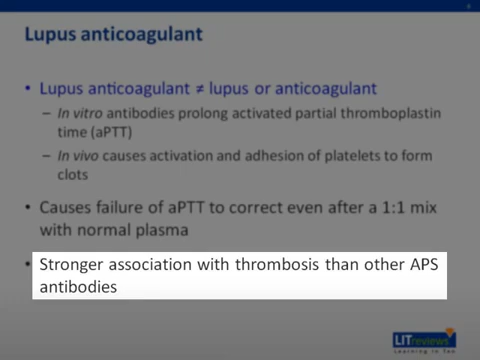 Lupus anticoagulant
• Lupus anticoagulant ≠ lupus or anticoagulant
– In vitro antibodies prolong activated partial thromboplastin
time (aPTT)
– In vivo causes activation and adhesion of platelets to form
clots
• Causes failure of aPTT to correct even after a 1:1 mix
with normal plasma
• Stronger association with thrombosis than other APS
antibodies
LITreviews
Learning is fun